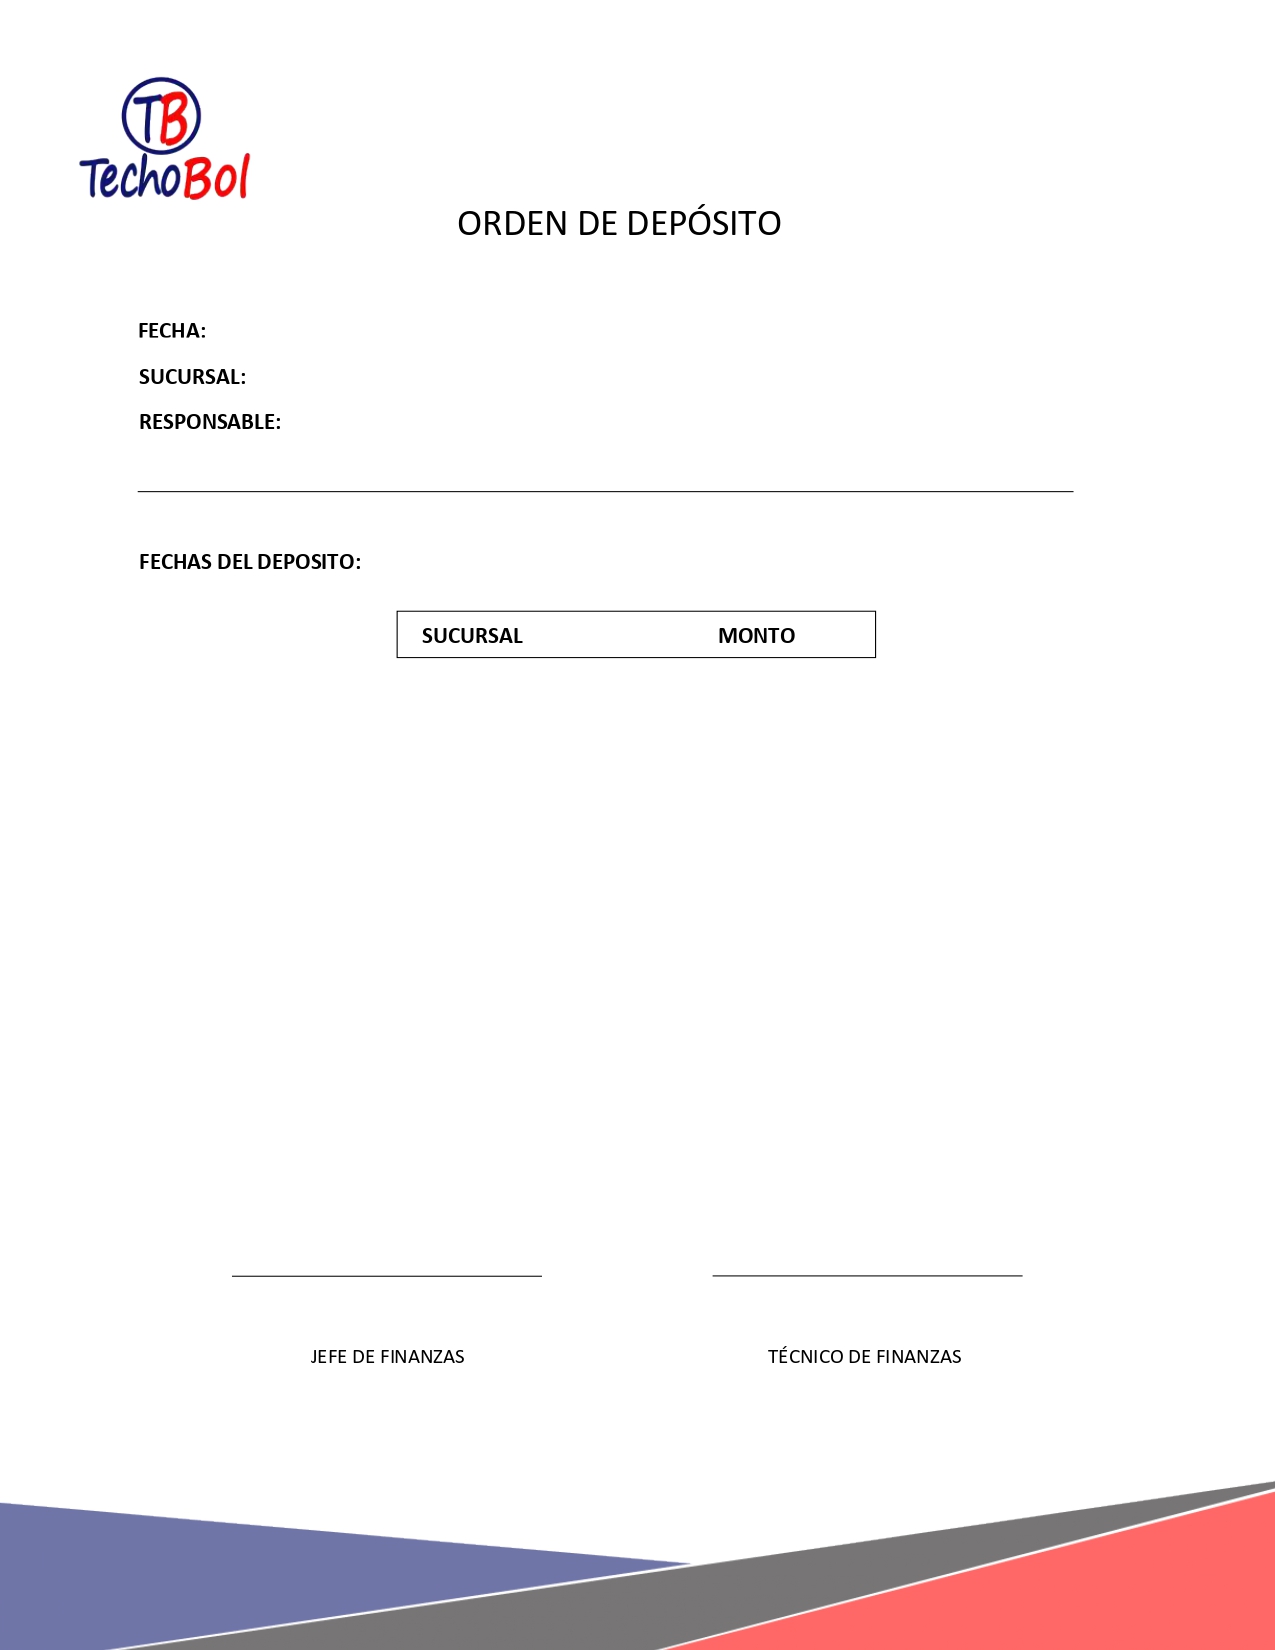 TB
TechoBol
ORDEN DE DEPÓSITO
FECHA:
SUCURSAL:
RESPONSABLE:
FECHAS DEL DEPOSITO:
SUCURSAL MONTO
JEFE DE FINANZAS TÉCNICO DE FINANZAS